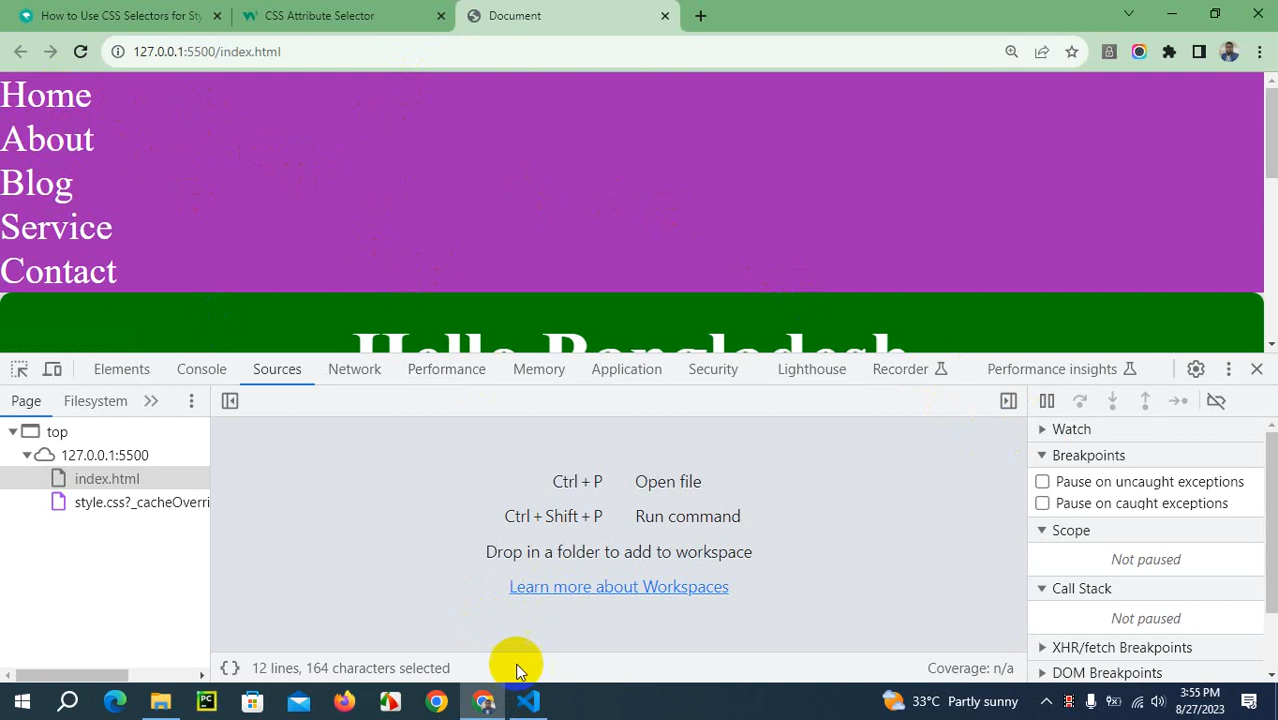 How to Use CSS Selectors for Sty
CSS Attribute Selector
Document
127.0.0.1:5500/index.html
Home
About
Blog
Service
Contact
Hello Bangladesh
Elements
Console
Sources
Network
Performance
Memory
Application
Security
Lighthouse
Recorder
Performance insights
Page
Filesystem
top
127.0.0.1:5500
index.html
style.css?_cacheOverri
Ctrl + P Open file
Ctrl + Shift + P Run command
Drop in a folder to add to workspace
Learn more about Workspaces
{ } 12 lines, 164 characters selected
Coverage: n/a
Watch
Breakpoints
Pause on uncaught exceptions
Pause on caught exceptions
Scope
Not paused
Call Stack
Not paused
XHR/fetch Breakpoints
DOM Breakpoints
PC
33°C Partly sunny
3:55 PM
8/27/2023